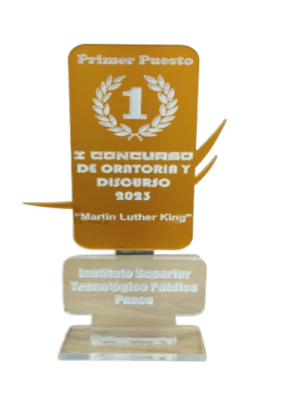 Primer Puesto
1
I CONCURSO
DE ORATORIA Y
DISCURSO
2023
"Martin Luther King"
Instituto Superior
Tecnológico Público
Pasco